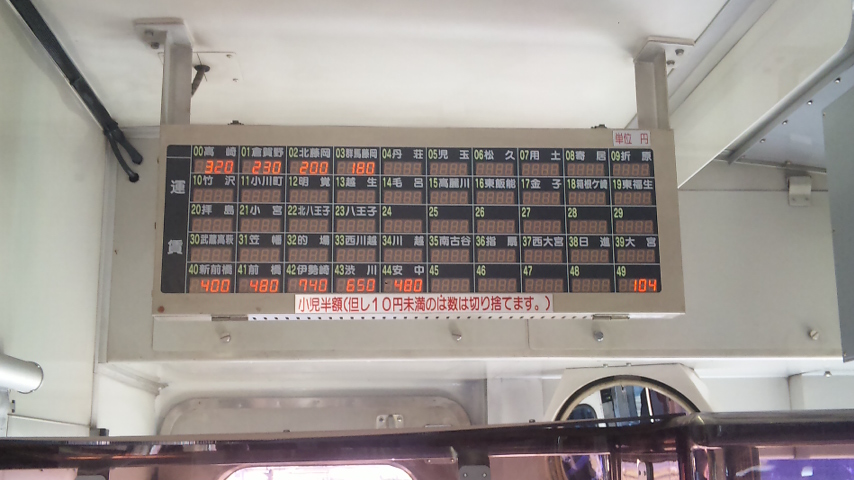 単位 円
運賃
00高崎 01倉賀野 02北藤岡 03群馬藤岡 04丹荘 05児玉 06松久 07用土 08寄居 09折原
320 230 200 180
10竹沢 11小川町 12明覚 13越生 14毛呂 15高麗川 16東飯能 17金子 18箱根ケ崎 19東福生
20拝島 21小宮 22北八王子 23八王子 24 25 26 27 28 29
30武蔵高萩 31笠幡 32的場 33西川越 34川越 35南古谷 36指扇 37西大宮 38日進 39大宮
40新前橋 41前橋 42伊勢崎 43渋川 44安中 45 46 47 48 49
400 480 740 650 480 104
小児半額(但し10円未満のは数は切り捨てます。)